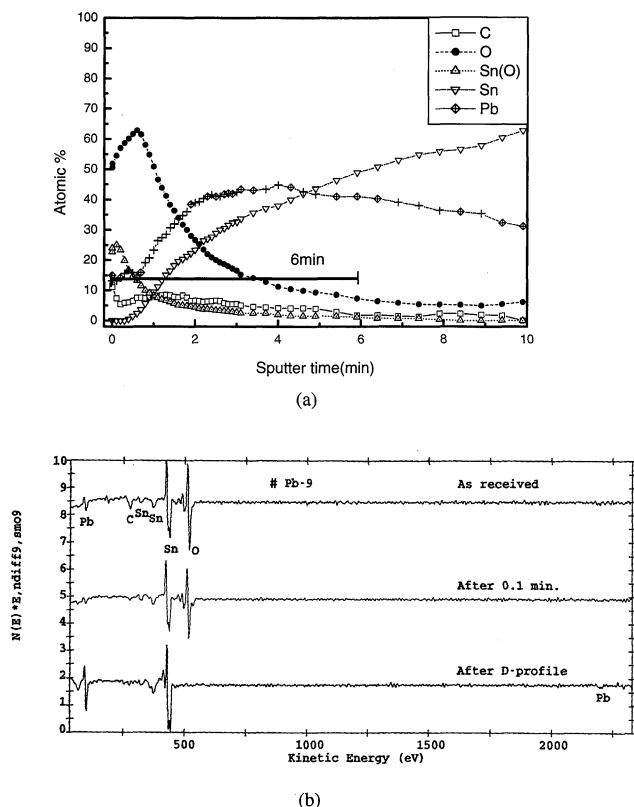 C
O
Sn(O)
Sn
Pb
100
90
80
70
60
50
40
30
20
10
0
Atomic %
6min
0 2 4 6 8 10
Sputter time(min)
(a)
10
9
8
7
6
5
4
3
2
1
0
N(E)*E,ndiff9,smo9
# Pb-9 As received
Pb C Sn Sn
Sn O
After 0.1 min.
After D-profile
Pb
500 1000 1500 2000
Kinetic Energy (eV)
(b)